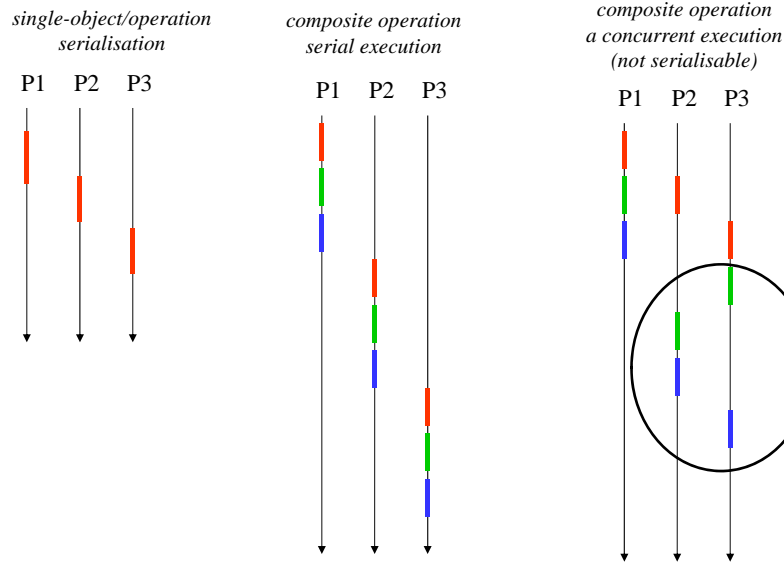 single-object/operation
serialisation
P1 P2 P3
composite operation
serial execution
P1 P2 P3
composite operation
a concurrent execution
(not serialisable)
P1 P2 P3